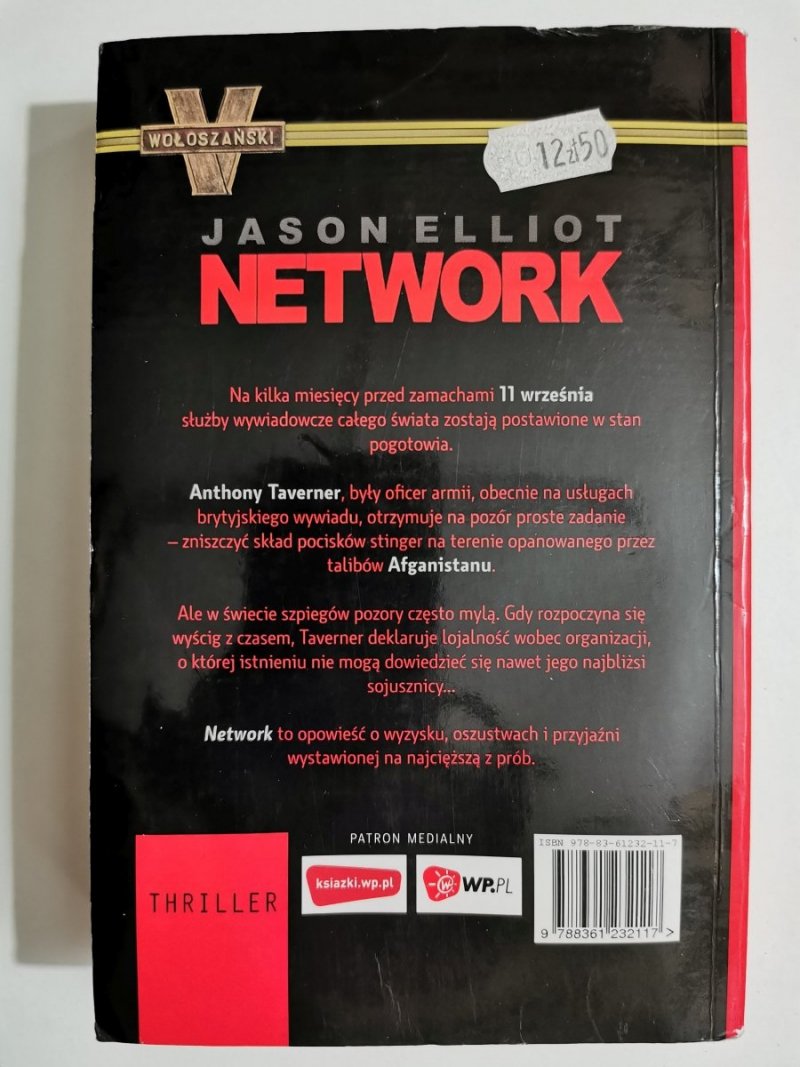 WOŁOSZAŃSKI
12zł50
JASON ELLIOT
NETWORK
Na kilka miesięcy przed zamachami 11 września
służby wywiadowcze całego świata zostają postawione w stan
pogotowia.
Anthony Taverner, były oficer armii, obecnie na usługach
brytyjskiego wywiadu, otrzymuje na pozór proste zadanie
– zniszczyć skład pocisków stinger na terenie opanowanego przez
talibów Afganistanu.
Ale w świecie szpiegów pozory często mylą. Gdy rozpoczyna się
wyścig z czasem, Taverner deklaruje lojalność wobec organizacji,
o której istnieniu nie mogą dowiedzieć się nawet jego najbliżsi
sojusznicy...
Network to opowieść o wyzysku, oszustwach i przyjaźni
wystawionej na najcięższą z prób.
PATRON MEDIALNY
THRILLER
ksiazki.wp.pl
W WP.PL
ISBN 978-83-61232-11-7
9 788361 232117 >